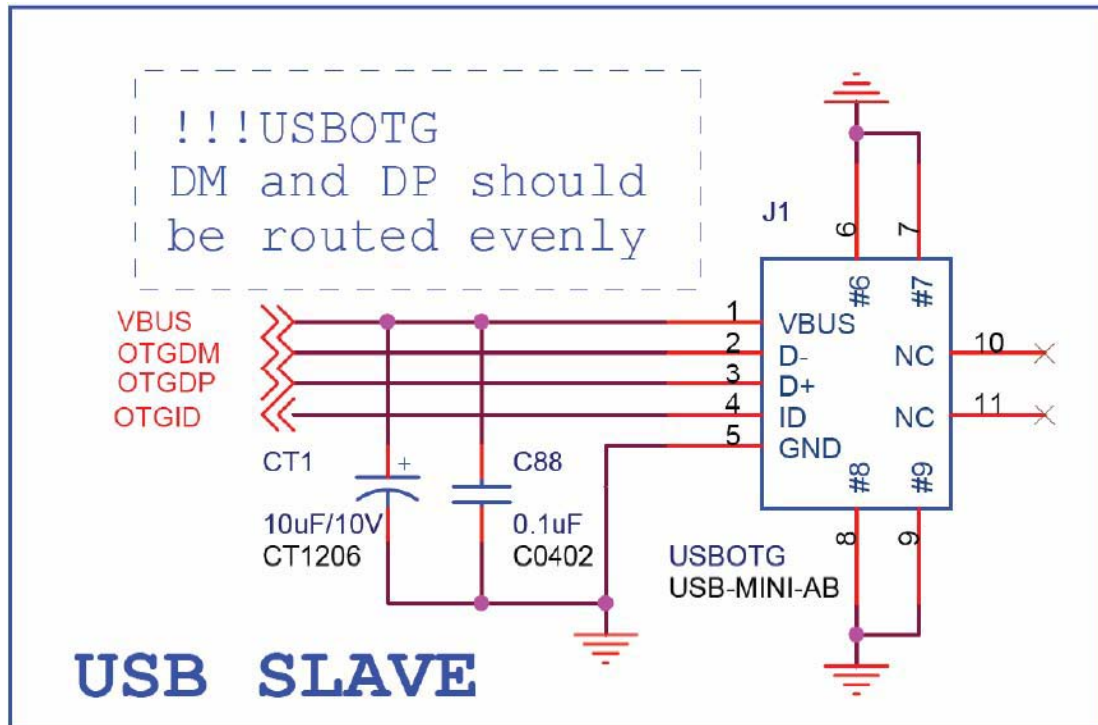 !!!USBOTG
DM and DP should
be routed evenly
J1
6
7
#6
#7
VBUS
1
VBUS
OTGDM
2
D-
NC
10
OTGDP
3
D+
OTGID
4
ID
NC
11
5
GND
CT1
+
C88
#8
#9
10uF/10V
0.1uF
8
9
CT1206
C0402
USBOTG
USB-MINI-AB
USB SLAVE